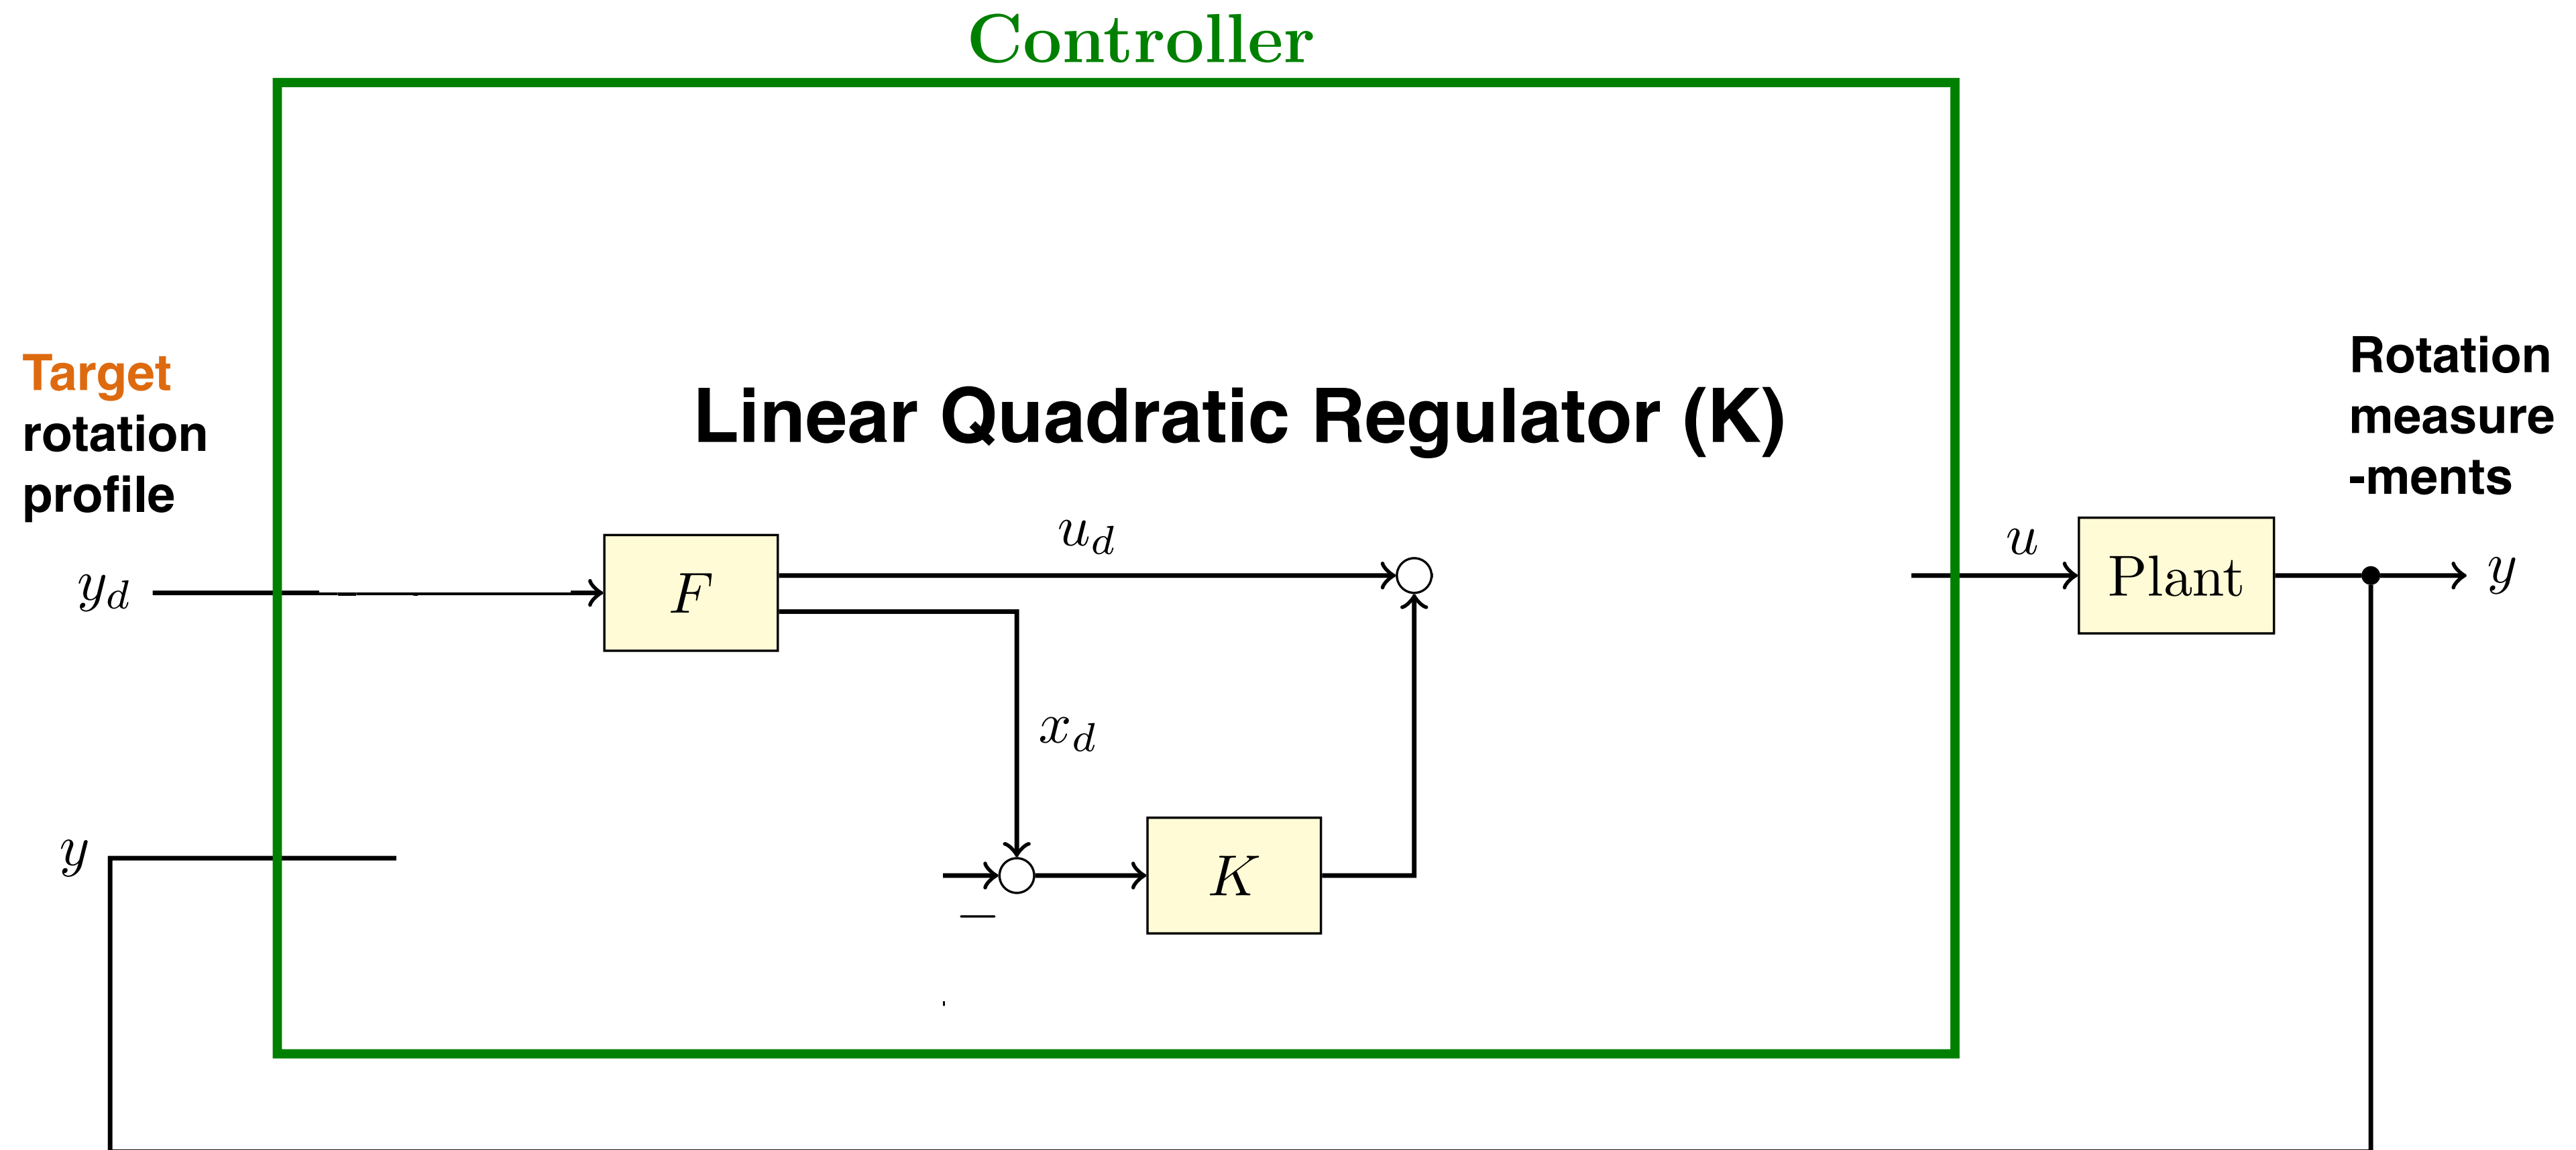 Controller
Target
rotation
profile
Rotation
measure
-ments
Linear Quadratic Regulator (K)
y_d
F
u_d
u
Plant
y
x_d
y
K
−